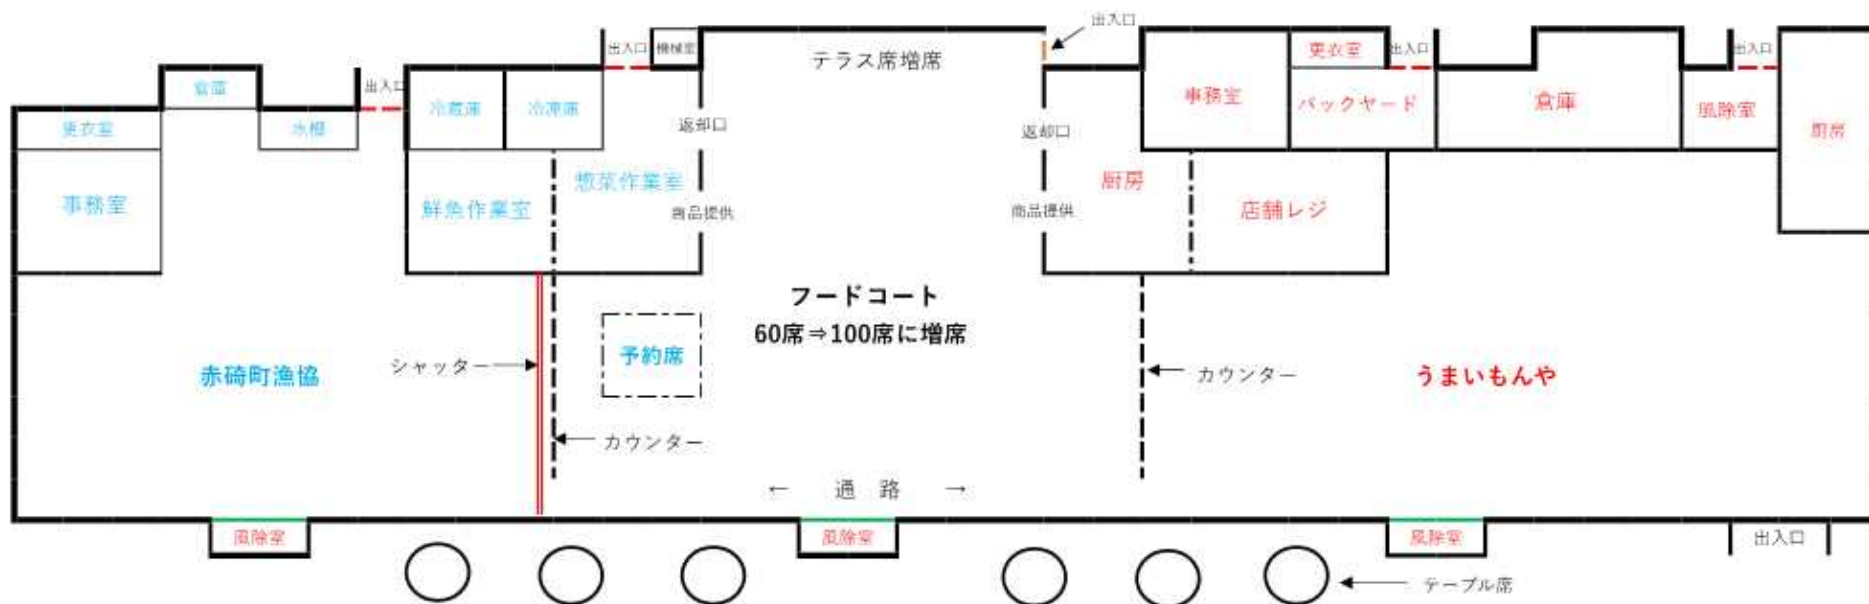 出入口
出入口
機械室
テラス席増席
更衣室
出入口
出入口
倉庫
出入口
冷蔵庫
冷凍庫
事務室
バックヤード
倉庫
風除室
厨房
更衣室
水槽
返却口
返却口
事務室
鮮魚作業室
惣菜作業室
商品提供
商品提供
厨房
店舗レジ
フードコート
60席⇒100席に増席
赤碕町漁協
シャッター
予約席
カウンター
うまいもんや
カウンター
← 通 路 →
風除室
風除室
風除室
出入口
テーブル席